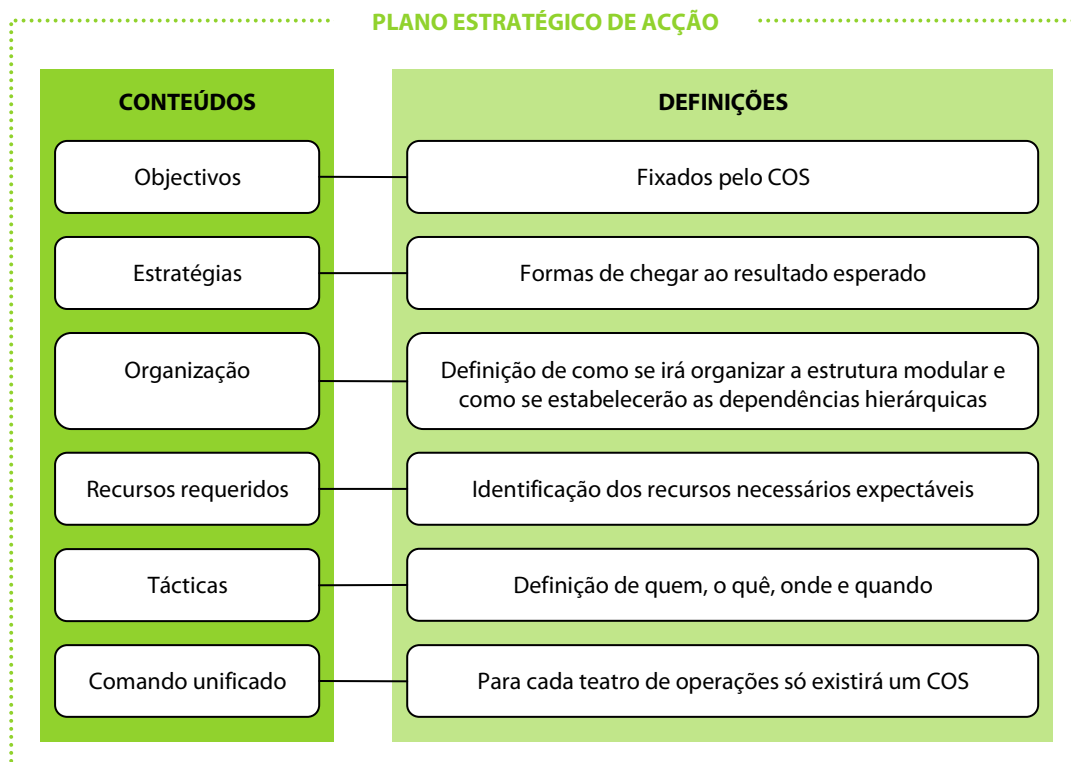 PLANO ESTRATÉGICO DE ACÇÃO
CONTEÚDOS
DEFINIÇÕES
Objectivos
Fixados pelo COS
Estratégias
Formas de chegar ao resultado esperado
Organização
Definição de como se irá organizar a estrutura modular e
como se estabelecerão as dependências hierárquicas
Recursos requeridos
Identificação dos recursos necessários expectáveis
Tácticas
Definição de quem, o quê, onde e quando
Comando unificado
Para cada teatro de operações só existirá um COS